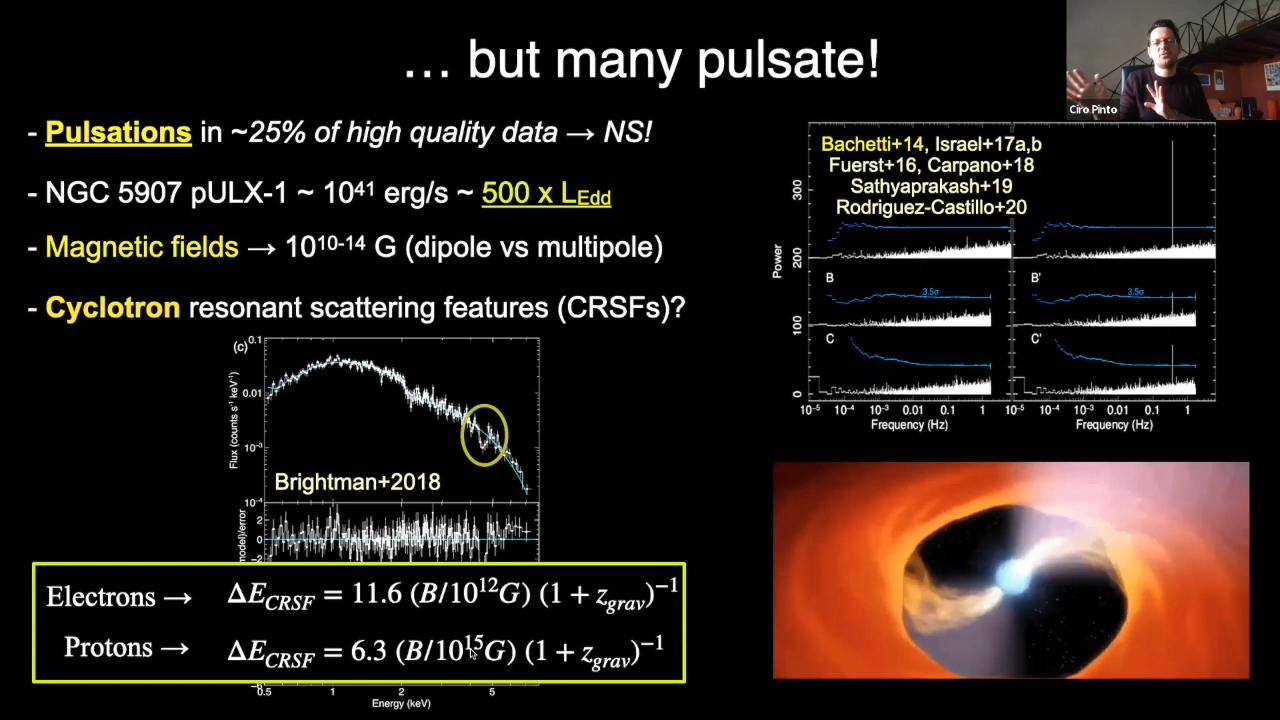 ... but many pulsate!
Ciro Pinto
- Pulsations in ~25% of high quality data → NS!
- NGC 5907 pULX-1 ~ 10⁴¹ erg/s ~ 500 x L_Edd
- Magnetic fields → 10¹⁰⁻¹⁴ G (dipole vs multipole)
- Cyclotron resonant scattering features (CRSFs)?
(c)
0.1
0.01
10⁻³
10⁻⁴
Flux (counts s⁻¹ keV⁻¹)
Brightman+2018
2
0
−2
model)/error
Electrons → ΔE_CRSF = 11.6 (B/10¹²G) (1 + z_grav)⁻¹
Protons → ΔE_CRSF = 6.3 (B/10¹⁵G) (1 + z_grav)⁻¹
0.5 1 2 5
Energy (keV)
Bachetti+14, Israel+17a,b
Fuerst+16, Carpano+18
Sathyaprakash+19
Rodriguez-Castillo+20
Power
300
200
100
0
B B'
3.5σ 3.5σ
C C'
10⁻⁵ 10⁻⁴ 10⁻³ 0.01 0.1 1 10⁻⁵ 10⁻⁴ 10⁻³ 0.01 0.1 1
Frequency (Hz) Frequency (Hz)